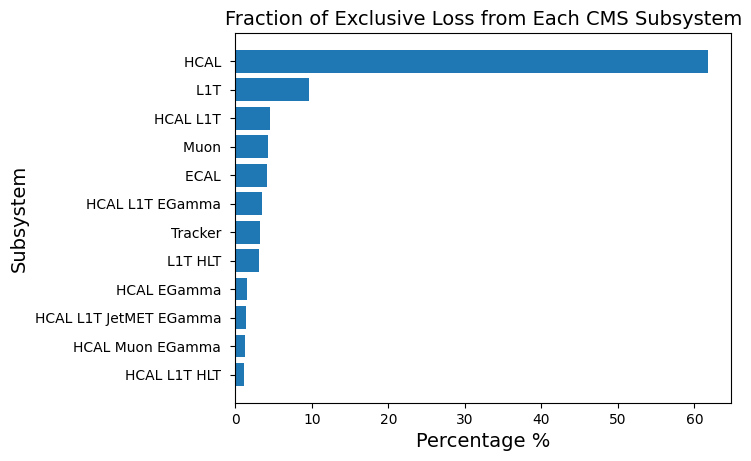 Fraction of Exclusive Loss from Each CMS Subsystem
Subsystem
HCAL
L1T
HCAL L1T
Muon
ECAL
HCAL L1T EGamma
Tracker
L1T HLT
HCAL EGamma
HCAL L1T JetMET EGamma
HCAL Muon EGamma
HCAL L1T HLT
0 10 20 30 40 50 60
Percentage %